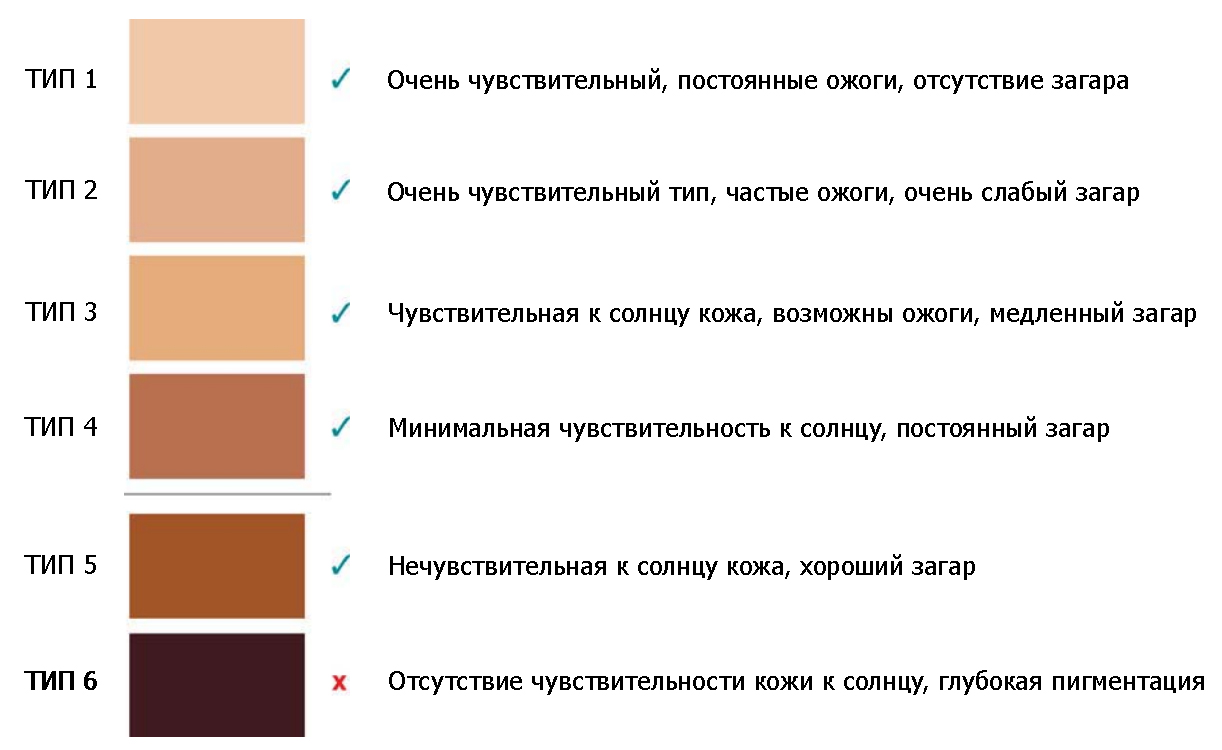 ТИП 1 ✓ Очень чувствительный, постоянные ожоги, отсутствие загара
ТИП 2 ✓ Очень чувствительный тип, частые ожоги, очень слабый загар
ТИП 3 ✓ Чувствительная к солнцу кожа, возможны ожоги, медленный загар
ТИП 4 ✓ Минимальная чувствительность к солнцу, постоянный загар
ТИП 5 ✓ Нечувствительная к солнцу кожа, хороший загар
ТИП 6 x Отсутствие чувствительности кожи к солнцу, глубокая пигментация